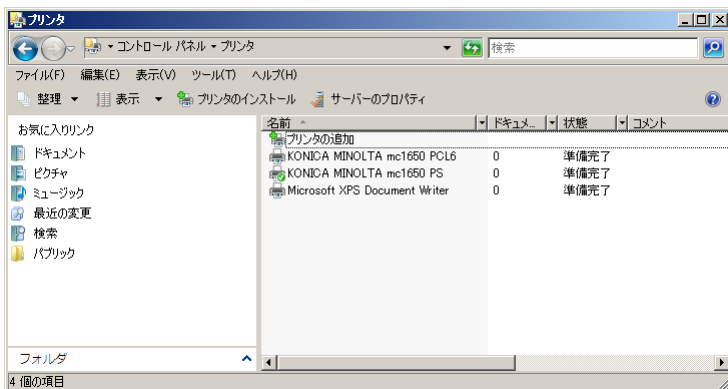 プリンタ
コントロール パネル プリンタ
検索
ファイル(F) 編集(E) 表示(V) ツール(T) ヘルプ(H)
整理 表示 プリンタのインストール サーバーのプロパティ
お気に入りリンク
ドキュメント
ピクチャ
ミュージック
最近の変更
検索
パブリック
フォルダ
名前 ドキュメ... 状態 コメント
プリンタの追加
KONICA MINOLTA mc1650 PCL6 0 準備完了
KONICA MINOLTA mc1650 PS 0 準備完了
Microsoft XPS Document Writer 0 準備完了
4 個の項目